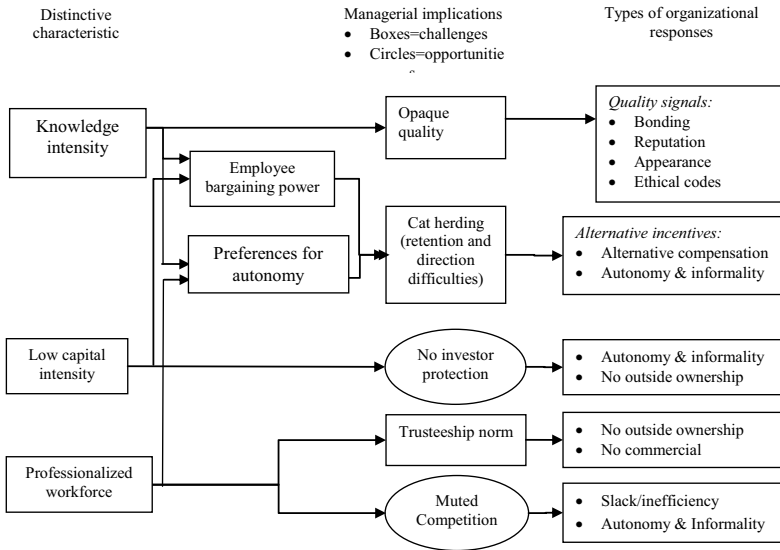 Distinctive
characteristic
Managerial implications
• Boxes=challenges
• Circles=opportunitie
Types of organizational
responses
Knowledge
intensity
Opaque
quality
Quality signals:
• Bonding
• Reputation
• Appearance
• Ethical codes
Employee
bargaining power
Preferences for
autonomy
Cat herding
(retention and
direction
difficulties)
Alternative incentives:
• Alternative compensation
• Autonomy & informality
Low capital
intensity
No investor
protection
• Autonomy & informality
• No outside ownership
Professionalized
workforce
Trusteeship norm
• No outside ownership
• No commercial
Muted
Competition
• Slack/inefficiency
• Autonomy & Informality